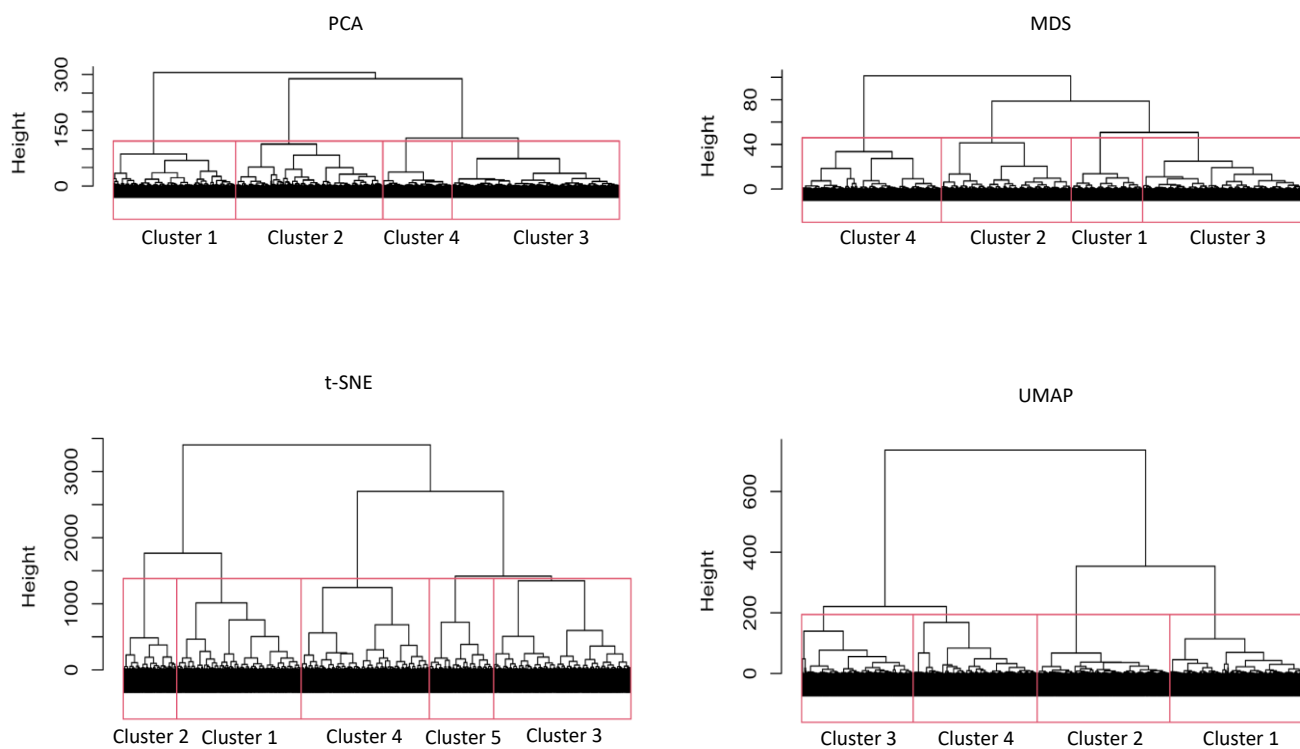 PCA
Height
300
150
0
Cluster 1 Cluster 2 Cluster 4 Cluster 3
MDS
Height
80
40
0
Cluster 4 Cluster 2 Cluster 1 Cluster 3
t-SNE
Height
3000
2000
1000
0
Cluster 2 Cluster 1 Cluster 4 Cluster 5 Cluster 3
UMAP
Height
600
400
200
0
Cluster 3 Cluster 4 Cluster 2 Cluster 1